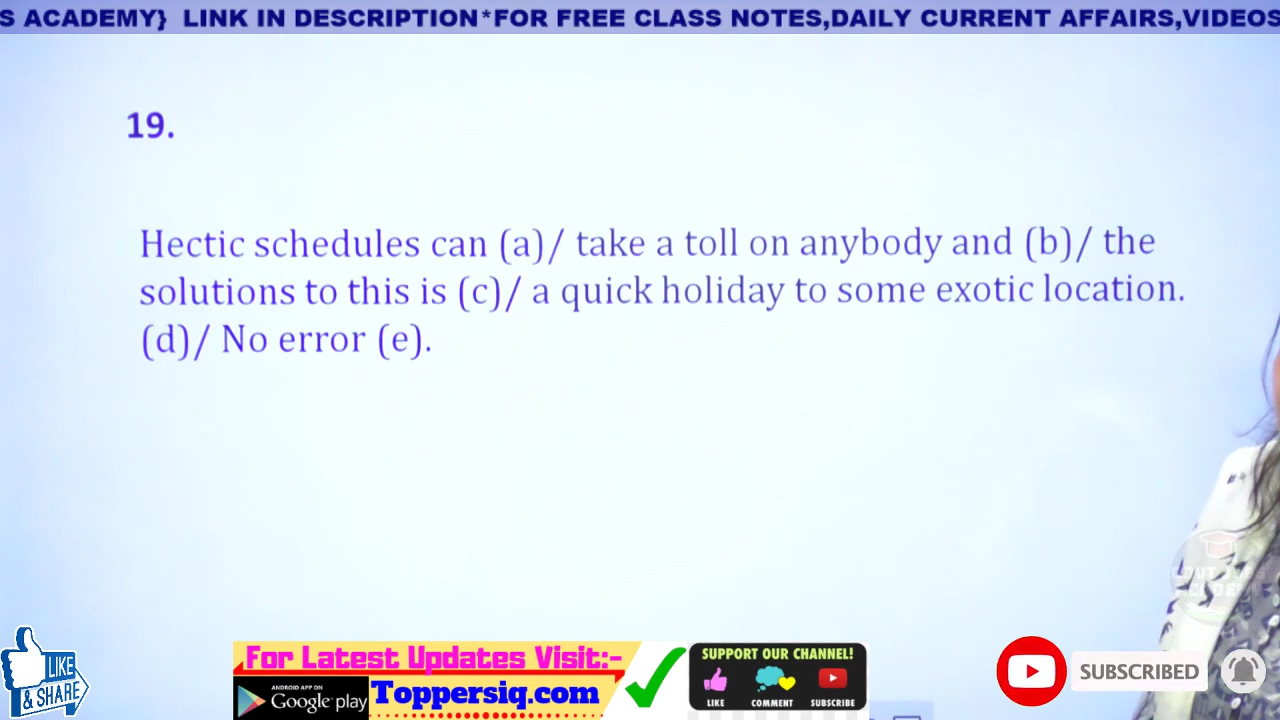 S ACADEMY} LINK IN DESCRIPTION*FOR FREE CLASS NOTES,DAILY CURRENT AFFAIRS,VIDEOS
19.
Hectic schedules can (a)/ take a toll on anybody and (b)/ the
solutions to this is (c)/ a quick holiday to some exotic location.
(d)/ No error (e).
LIKE
& SHARE
For Latest Updates Visit:-
ANDROID APP ON
Google play
Toppersiq.com
SUPPORT OUR CHANNEL!
LIKE COMMENT SUBSCRIBE
SUBSCRIBED